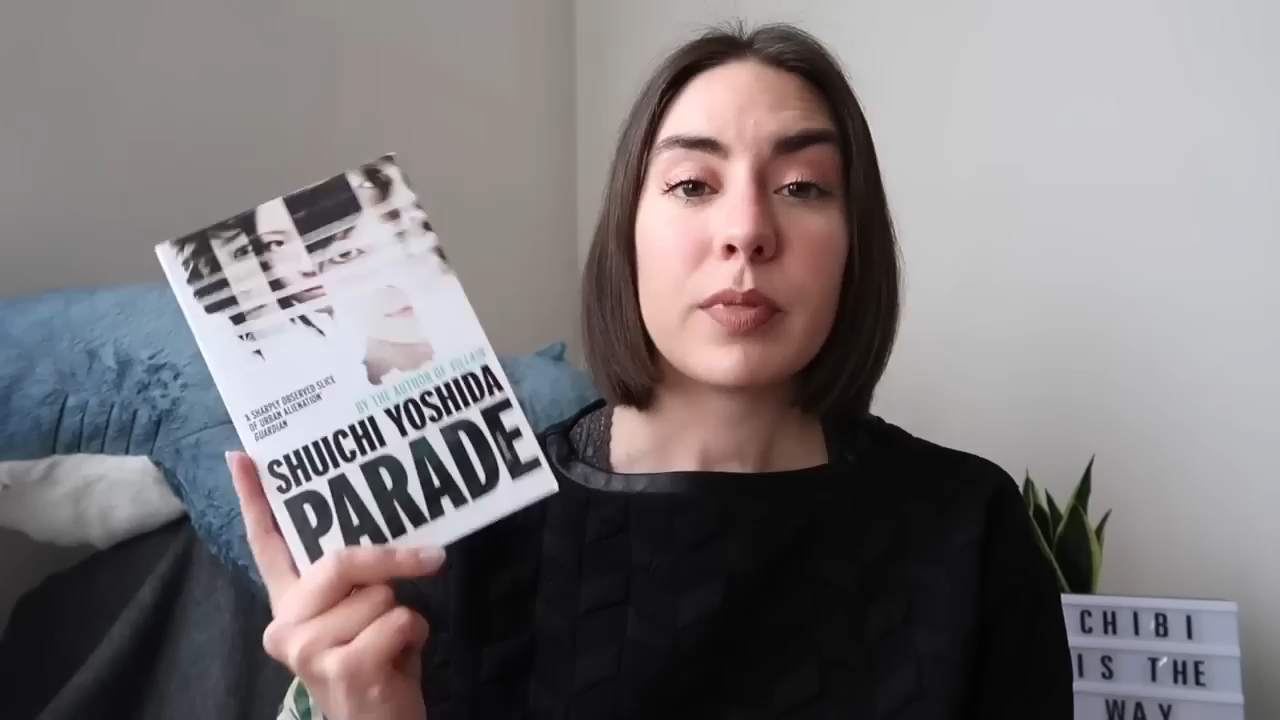 A SHARPLY OBSERVED SLICE
OF URBAN ALIENATION
GUARDIAN
BY THE AUTHOR OF VILLAIN
SHUICHI YOSHIDA
PARADE
CHIBI
IS THE
WAY